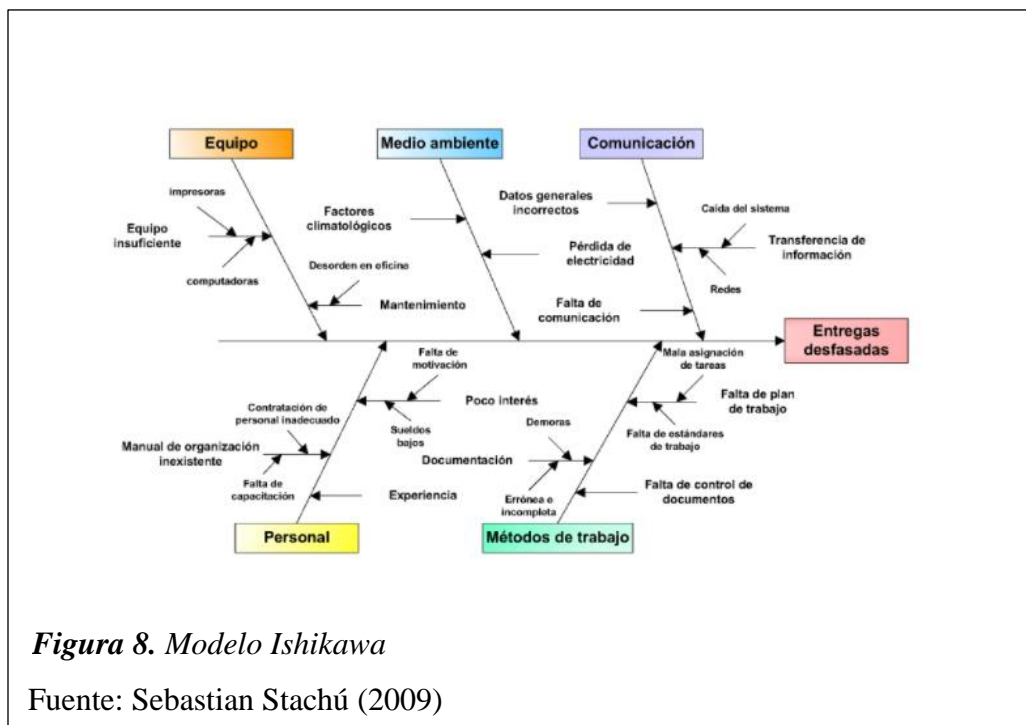 Equipo
Medio ambiente
Comunicación
impresoras
Equipo
insuficiente
computadoras
Desorden en oficina
Mantenimiento
Factores
climatológicos
Pérdida de
electricidad
Datos generales
incorrectos
Caida del sistema
Transferencia de
información
Redes
Falta de
comunicación
Entregas
desfasadas
Falta de
motivación
Poco interés
Sueldos
bajos
Contratación de
personal inadecuado
Manual de organización
inexistente
Falta de
capacitación
Experiencia
Personal
Mala asignación
de tareas
Falta de plan
de trabajo
Falta de estándares
de trabajo
Demoras
Documentación
Errónea e
incompleta
Falta de control de
documentos
Métodos de trabajo
Figura 8. Modelo Ishikawa
Fuente: Sebastian Stachú (2009)